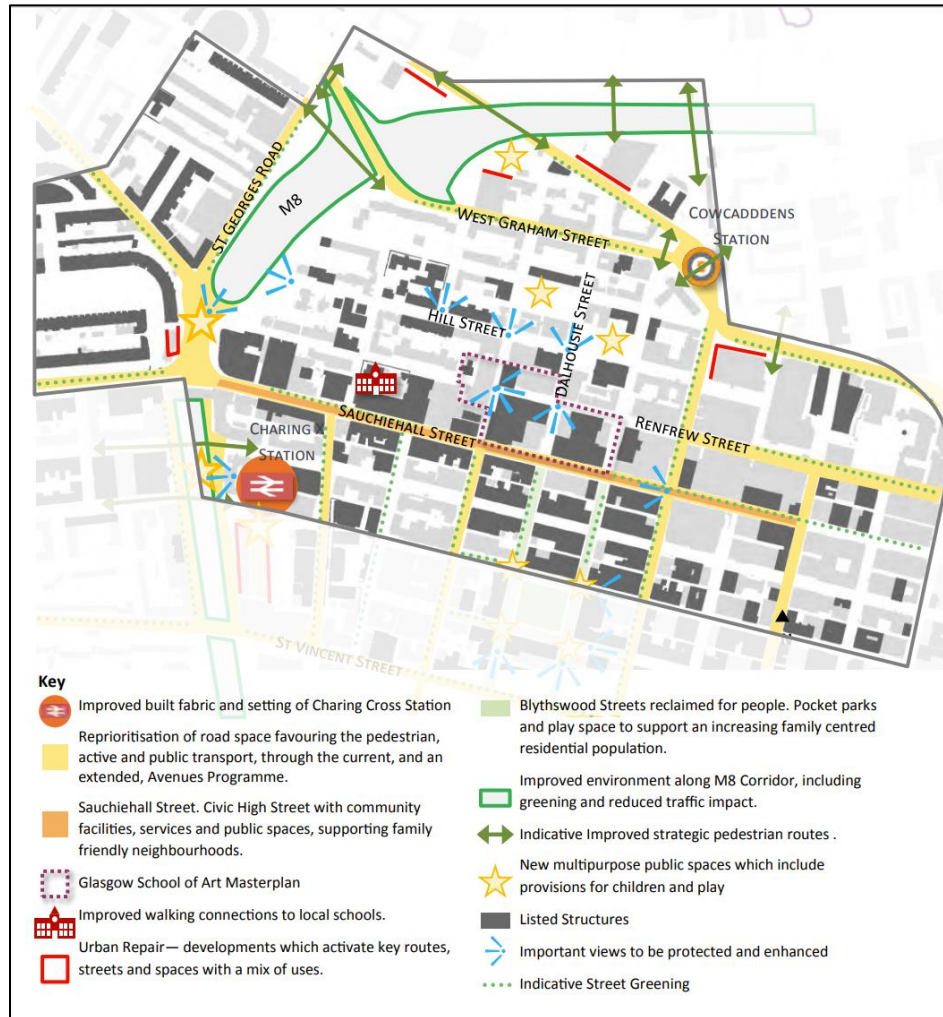 ST GEORGES ROAD
M8
WEST GRAHAM STREET
COWCADDDENS
STATION
HILL STREET
DALHOUSIE STREET
SAUCHIEHALL STREET
RENFREW STREET
CHARING X
STATION
ST VINCENT STREET
Key
Improved built fabric and setting of Charing Cross Station
Reprioritisation of road space favouring the pedestrian,
active and public transport, through the current, and an
extended, Avenues Programme.
Sauchiehall Street. Civic High Street with community
facilities, services and public spaces, supporting family
friendly neighbourhoods.
Glasgow School of Art Masterplan
Improved walking connections to local schools.
Urban Repair— developments which activate key routes,
streets and spaces with a mix of uses.
Blythswood Streets reclaimed for people. Pocket parks
and play space to support an increasing family centred
residential population.
Improved environment along M8 Corridor, including
greening and reduced traffic impact.
Indicative Improved strategic pedestrian routes .
New multipurpose public spaces which include
provisions for children and play
Listed Structures
Important views to be protected and enhanced
Indicative Street Greening